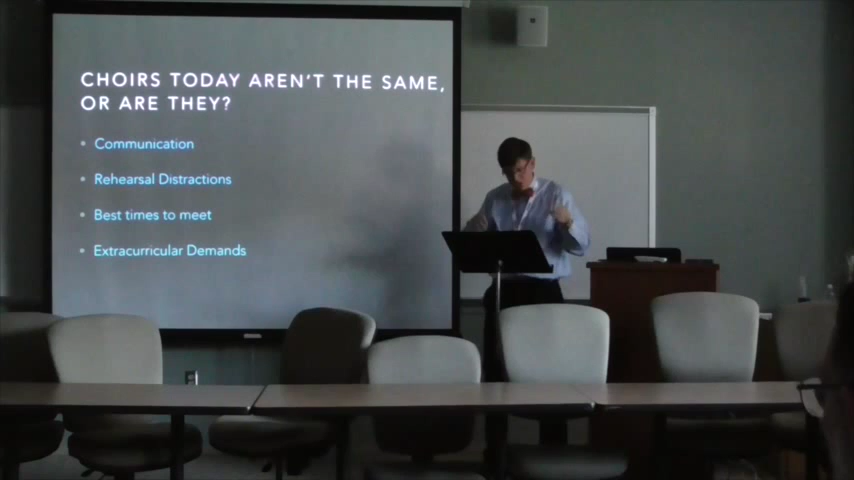 CHOIRS TODAY AREN'T THE SAME,
OR ARE THEY?
• Communication
• Rehearsal Distractions
• Best times to meet
• Extracurricular Demands